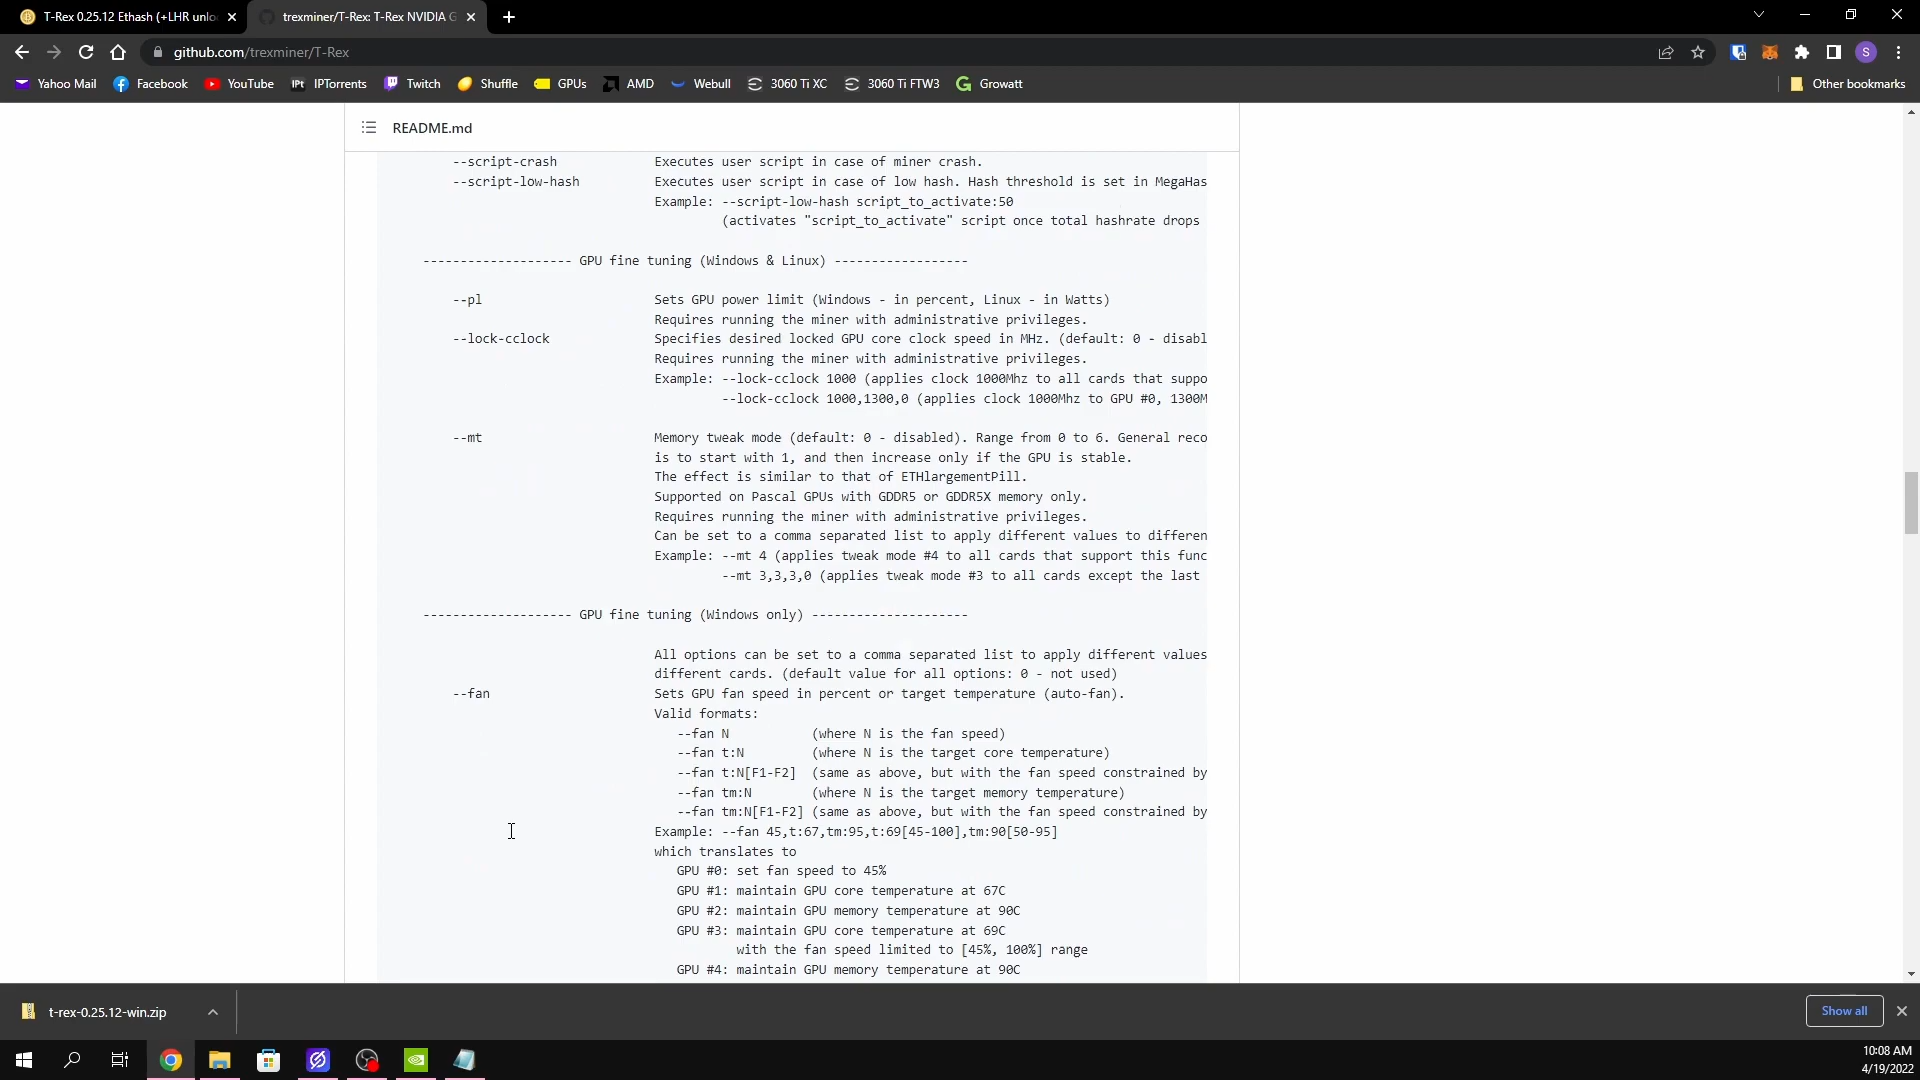 T-Rex 0.25.12 Ethash (+LHR unlo
trexminer/T-Rex: T-Rex NVIDIA G
github.com/trexminer/T-Rex
S
Yahoo Mail
Facebook
YouTube
IPT
IPTorrents
Twitch
Shuffle
GPUs
AMD
Webull
3060 Ti XC
3060 Ti FTW3
Growatt
Other bookmarks
README.md
--script-crash Executes user script in case of miner crash.
--script-low-hash Executes user script in case of low hash. Hash threshold is set in MegaHas
Example: --script-low-hash script_to_activate:50
(activates "script_to_activate" script once total hashrate drops
-------------------- GPU fine tuning (Windows & Linux) ------------------
--pl Sets GPU power limit (Windows - in percent, Linux - in Watts)
Requires running the miner with administrative privileges.
--lock-cclock Specifies desired locked GPU core clock speed in MHz. (default: 0 - disabl
Requires running the miner with administrative privileges.
Example: --lock-cclock 1000 (applies clock 1000Mhz to all cards that suppo
--lock-cclock 1000,1300,0 (applies clock 1000Mhz to GPU #0, 1300M
--mt Memory tweak mode (default: 0 - disabled). Range from 0 to 6. General reco
is to start with 1, and then increase only if the GPU is stable.
The effect is similar to that of ETHlargementPill.
Supported on Pascal GPUs with GDDR5 or GDDR5X memory only.
Requires running the miner with administrative privileges.
Can be set to a comma separated list to apply different values to differen
Example: --mt 4 (applies tweak mode #4 to all cards that support this func
--mt 3,3,3,0 (applies tweak mode #3 to all cards except the last
-------------------- GPU fine tuning (Windows only) ---------------------
All options can be set to a comma separated list to apply different values
different cards. (default value for all options: 0 - not used)
--fan Sets GPU fan speed in percent or target temperature (auto-fan).
Valid formats:
--fan N (where N is the fan speed)
--fan t:N (where N is the target core temperature)
--fan t:N[F1-F2] (same as above, but with the fan speed constrained by
--fan tm:N (where N is the target memory temperature)
--fan tm:N[F1-F2] (same as above, but with the fan speed constrained by
Example: --fan 45,t:67,tm:95,t:69[45-100],tm:90[50-95]
which translates to
GPU #0: set fan speed to 45%
GPU #1: maintain GPU core temperature at 67C
GPU #2: maintain GPU memory temperature at 90C
GPU #3: maintain GPU core temperature at 69C
with the fan speed limited to [45%, 100%] range
GPU #4: maintain GPU memory temperature at 90C
t-rex-0.25.12-win.zip
Show all
10:08 AM
4/19/2022